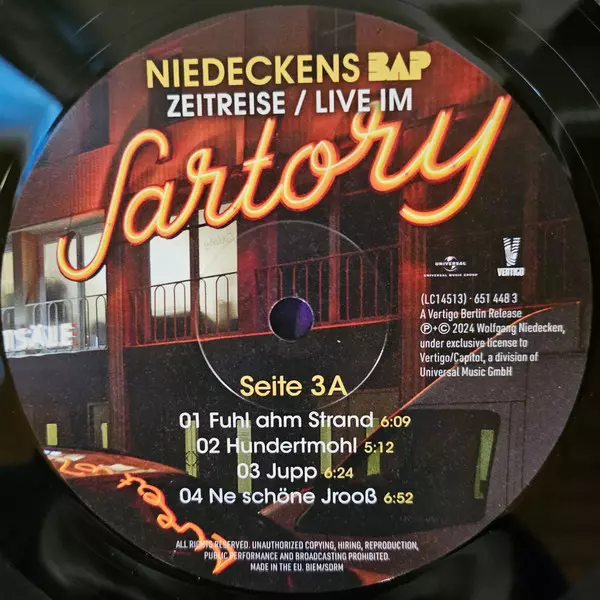 NIEDECKENS BAP
ZEITREISE / LIVE IM
Sartory
UNIVERSAL
UNIVERSAL MUSIC GROUP
VERTIGO
(LC14513) · 651 448 3
A Vertigo Berlin Release
℗+© 2024 Wolfgang Niedecken,
under exclusive license to
Vertigo/Capitol, a division of
Universal Music GmbH
SÄLE
Seite 3A
01 Fuhl ahm Strand 6:09
02 Hundertmohl 5:12
03 Jupp 6:24
04 Ne schöne Jrooß 6:52
ALL RIGHTS RESERVED. UNAUTHORIZED COPYING, HIRING, REPRODUCTION,
PUBLIC PERFORMANCE AND BROADCASTING PROHIBITED.
MADE IN THE EU. BIEM/SDRM